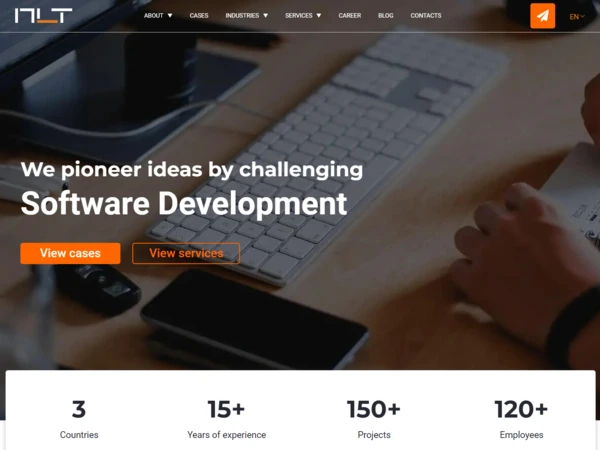 NLT
ABOUT ▼ CASES INDUSTRIES ▼ SERVICES ▼ CAREER BLOG CONTACTS
EN
We pioneer ideas by challenging
Software Development
View cases View services
3 15+ 150+ 120+
Countries Years of experience Projects Employees